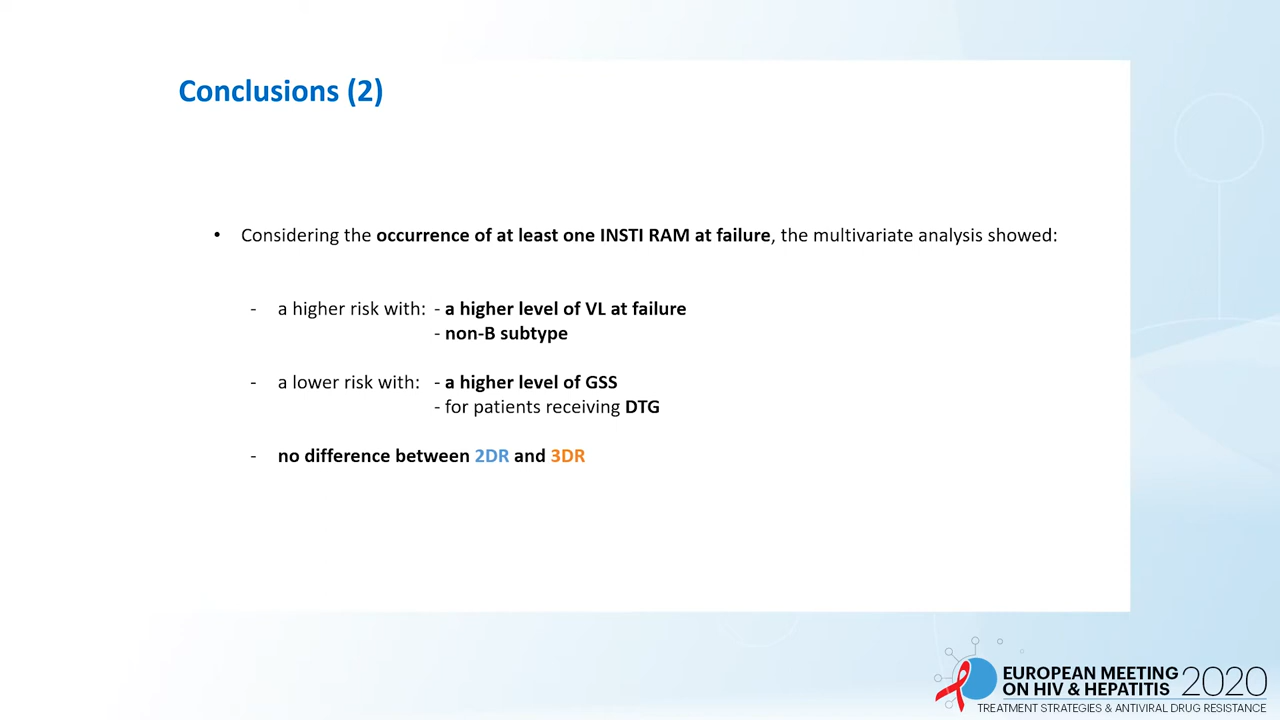 Conclusions (2)
• Considering the occurrence of at least one INSTI RAM at failure, the multivariate analysis showed:
- a higher risk with: - a higher level of VL at failure
- non-B subtype
- a lower risk with: - a higher level of GSS
- for patients receiving DTG
- no difference between 2DR and 3DR
EUROPEAN MEETING
ON HIV & HEPATITIS 2020
TREATMENT STRATEGIES & ANTIVIRAL DRUG RESISTANCE